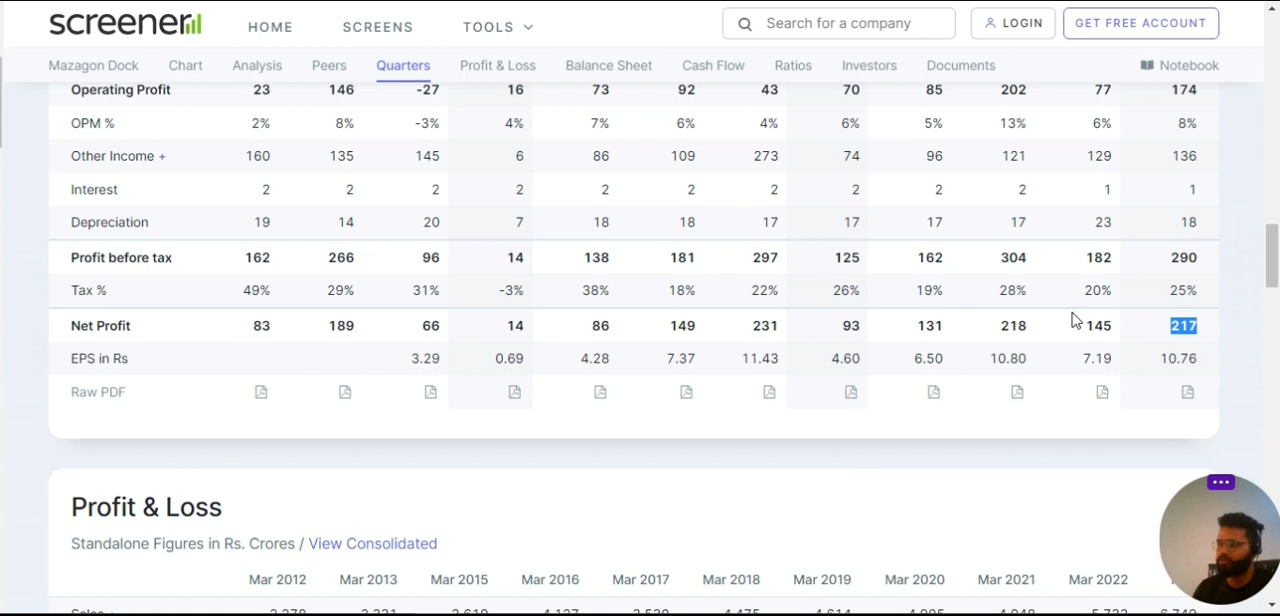 screener HOME SCREENS TOOLS Search for a company LOGIN GET FREE ACCOUNT
Mazagon Dock Chart Analysis Peers Quarters Profit & Loss Balance Sheet Cash Flow Ratios Investors Documents Notebook
Operating Profit 23 146 -27 16 73 92 43 70 85 202 77 174
OPM % 2% 8% -3% 4% 7% 6% 4% 6% 5% 13% 6% 8%
Other Income + 160 135 145 6 86 109 273 74 96 121 129 136
Interest 2 2 2 2 2 2 2 2 2 2 1 1
Depreciation 19 14 20 7 18 18 17 17 17 17 23 18
Profit before tax 162 266 96 14 138 181 297 125 162 304 182 290
Tax % 49% 29% 31% -3% 38% 18% 22% 26% 19% 28% 20% 25%
Net Profit 83 189 66 14 86 149 231 93 131 218 145 217
EPS in Rs 3.29 0.69 4.28 7.37 11.43 4.60 6.50 10.80 7.19 10.76
Raw PDF
Profit & Loss
Standalone Figures in Rs. Crores / View Consolidated
Mar 2012 Mar 2013 Mar 2015 Mar 2016 Mar 2017 Mar 2018 Mar 2019 Mar 2020 Mar 2021 Mar 2022